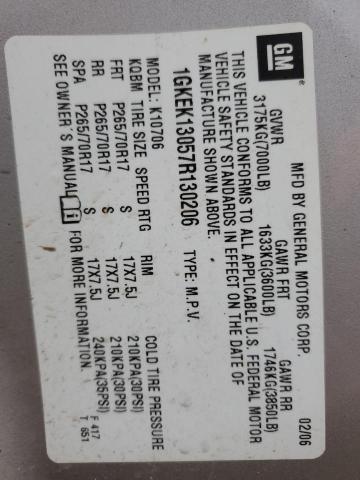 GM
MFD BY GENERAL MOTORS CORP. 02/06
GVWR GAWR FRT GAWR RR
3175KG(7000LB) 1633KG(3600LB) 1746KG(3850LB)
THIS VEHICLE CONFORMS TO ALL APPLICABLE U.S. FEDERAL MOTOR
VEHICLE SAFETY STANDARDS IN EFFECT ON THE DATE OF
MANUFACTURE SHOWN ABOVE.
1GKEK13057R130206 TYPE: M.P.V.
MODEL: K10706
KQBM TIRE SIZE SPEED RTG RIM COLD TIRE PRESSURE
FRT P265/70R17 S 17X7.5J 210KPA(30PSI)
RR P265/70R17 S 17X7.5J 210KPA(30PSI)
SPA P265/70R17 S 17X7.5J 240KPA(35PSI)
SEE OWNER'S MANUAL i FOR MORE INFORMATION.
F 417
T 651